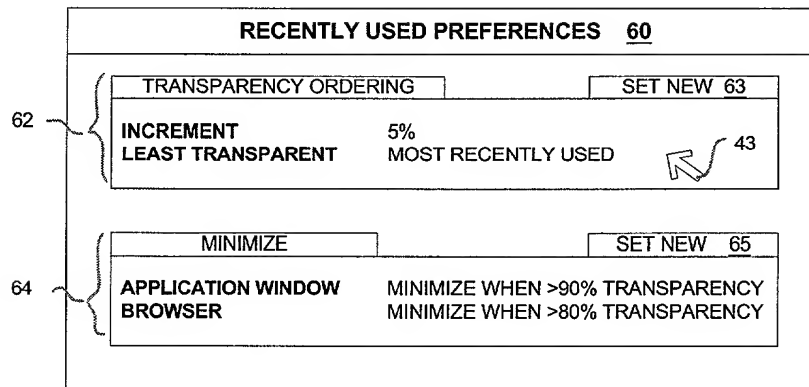 RECENTLY USED PREFERENCES 60
TRANSPARENCY ORDERING SET NEW 63
62
INCREMENT 5%
LEAST TRANSPARENT MOST RECENTLY USED
43
MINIMIZE SET NEW 65
64
APPLICATION WINDOW MINIMIZE WHEN >90% TRANSPARENCY
BROWSER MINIMIZE WHEN >80% TRANSPARENCY